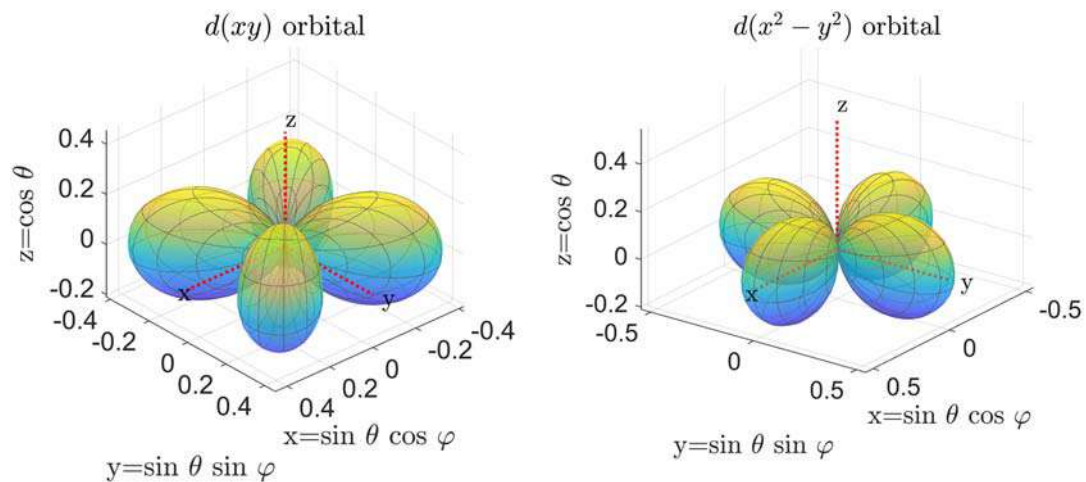 d(xy) orbital
z
0.4
0.2
0
-0.2
z=cos θ
x
y
-0.4
-0.2
0
0.2
0.4
y=sin θ sin φ
-0.4
-0.2
0
0.2
0.4
x=sin θ cos φ
d(x² − y²) orbital
z
0.4
0.2
0
-0.2
z=cos θ
x
y
-0.5
0
0.5
y=sin θ sin φ
-0.5
0
0.5
x=sin θ cos φ